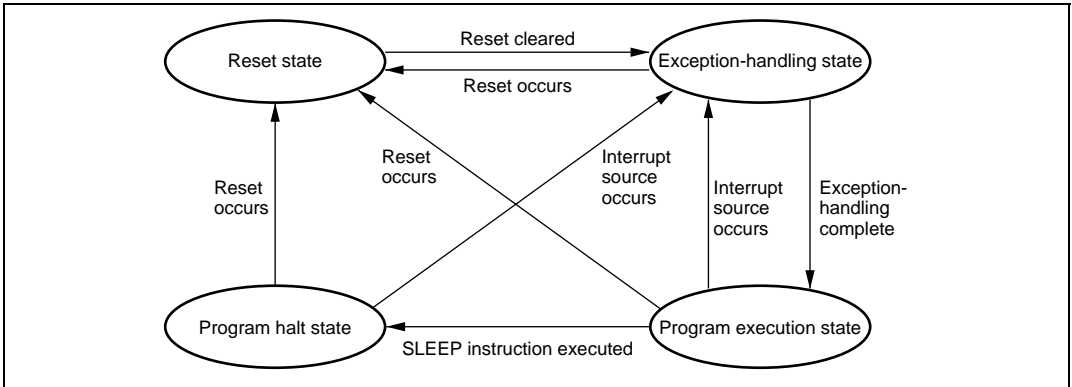 Reset cleared
Reset state
Exception-handling state
Reset occurs
Reset
occurs
Interrupt
source
occurs
Reset
occurs
Interrupt
source
occurs
Exception-
handling
complete
Program halt state
Program execution state
SLEEP instruction executed